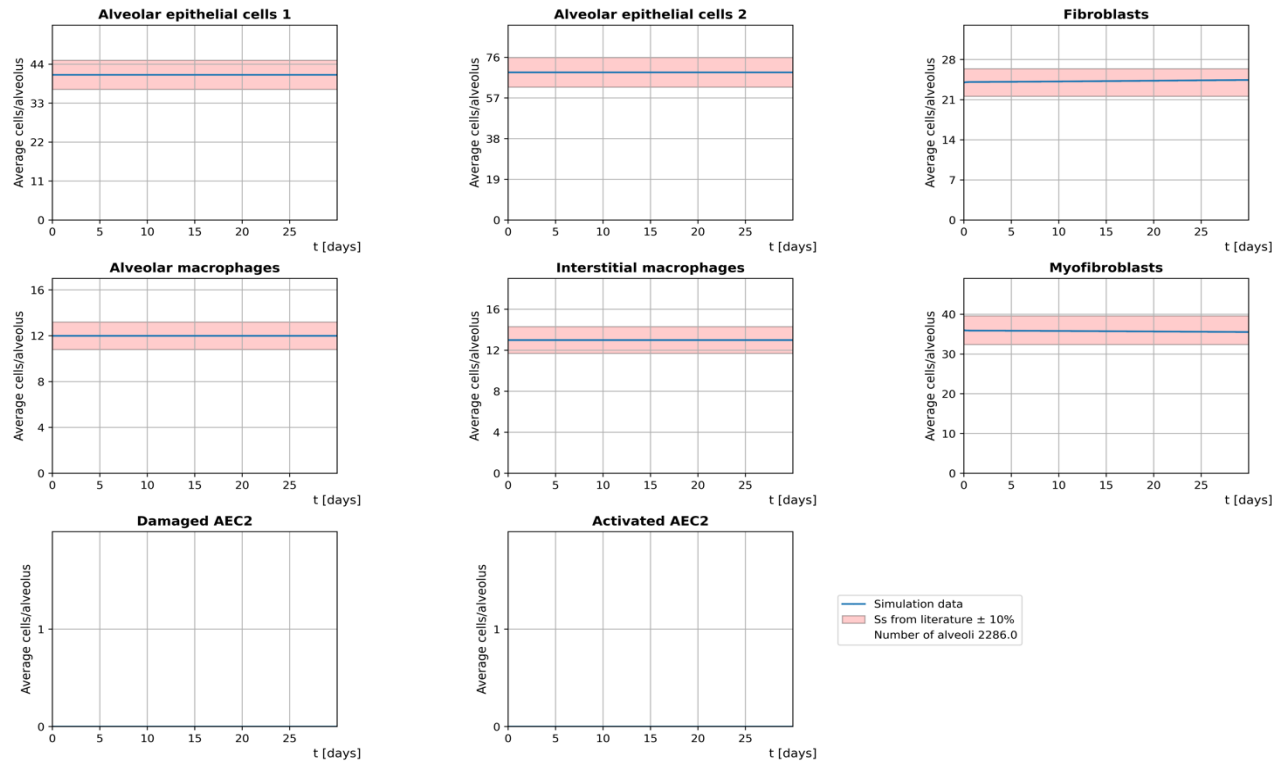 Alveolar epithelial cells 1
Average cells/alveolus
44
33
22
11
0
0 5 10 15 20 25
t [days]
Alveolar epithelial cells 2
Average cells/alveolus
76
57
38
19
0
0 5 10 15 20 25
t [days]
Fibroblasts
Average cells/alveolus
28
21
14
7
0
0 5 10 15 20 25
t [days]
Alveolar macrophages
Average cells/alveolus
16
12
8
4
0
0 5 10 15 20 25
t [days]
Interstitial macrophages
Average cells/alveolus
16
12
8
4
0
0 5 10 15 20 25
t [days]
Myofibroblasts
Average cells/alveolus
40
30
20
10
0
0 5 10 15 20 25
t [days]
Damaged AEC2
Average cells/alveolus
1
0
0 5 10 15 20 25
t [days]
Activated AEC2
Average cells/alveolus
1
0
0 5 10 15 20 25
t [days]
Simulation data
Ss from literature ± 10%
Number of alveoli 2286.0